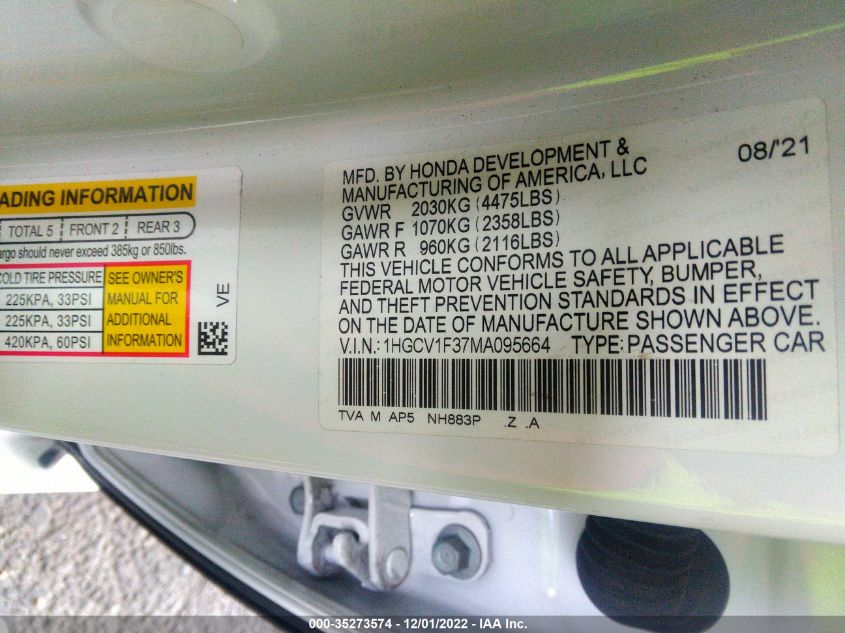 ADING INFORMATION
TOTAL 5 FRONT 2 REAR 3
argo should never exceed 385kg or 850lbs.
COLD TIRE PRESSURE
225KPA, 33PSI
225KPA, 33PSI
420KPA, 60PSI
SEE OWNER'S
MANUAL FOR
ADDITIONAL
INFORMATION
VE
08/'21
MFD. BY HONDA DEVELOPMENT &
MANUFACTURING OF AMERICA, LLC
GVWR 2030KG (4475LBS)
GAWR F 1070KG (2358LBS)
GAWR R 960KG (2116LBS)
THIS VEHICLE CONFORMS TO ALL APPLICABLE
FEDERAL MOTOR VEHICLE SAFETY, BUMPER,
AND THEFT PREVENTION STANDARDS IN EFFECT
ON THE DATE OF MANUFACTURE SHOWN ABOVE.
V.I.N.: 1HGCV1F37MA095664 TYPE: PASSENGER CAR
TVA M AP5 NH883P .Z .A
000-35273574 - 12/01/2022 - IAA Inc.